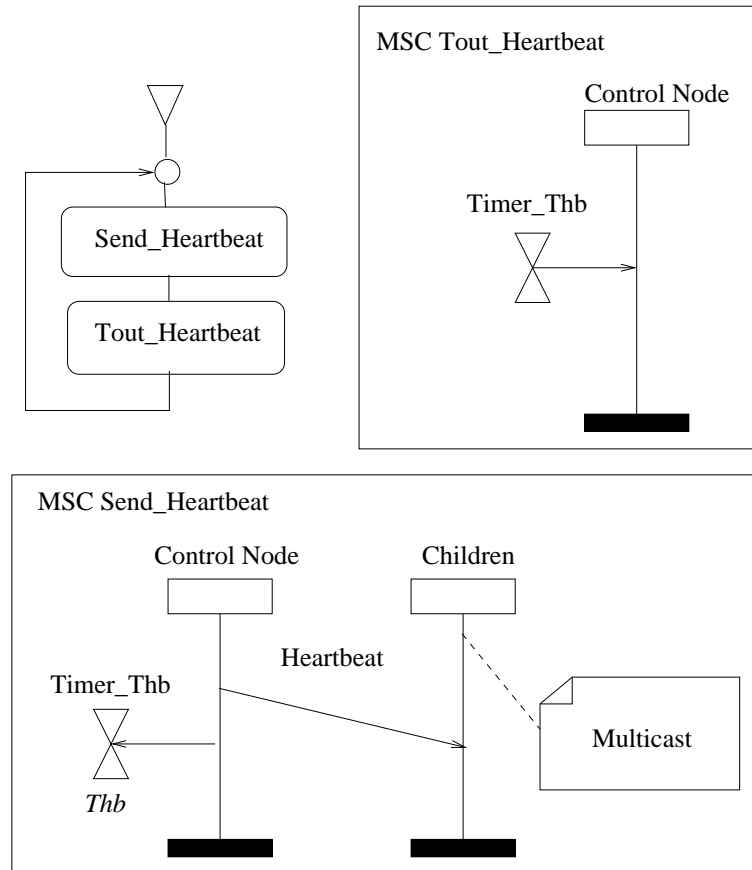 MSC Tout_Heartbeat
Control Node
Timer_Thb
Send_Heartbeat
Tout_Heartbeat
MSC Send_Heartbeat
Control Node
Children
Heartbeat
Timer_Thb
Multicast
Thb